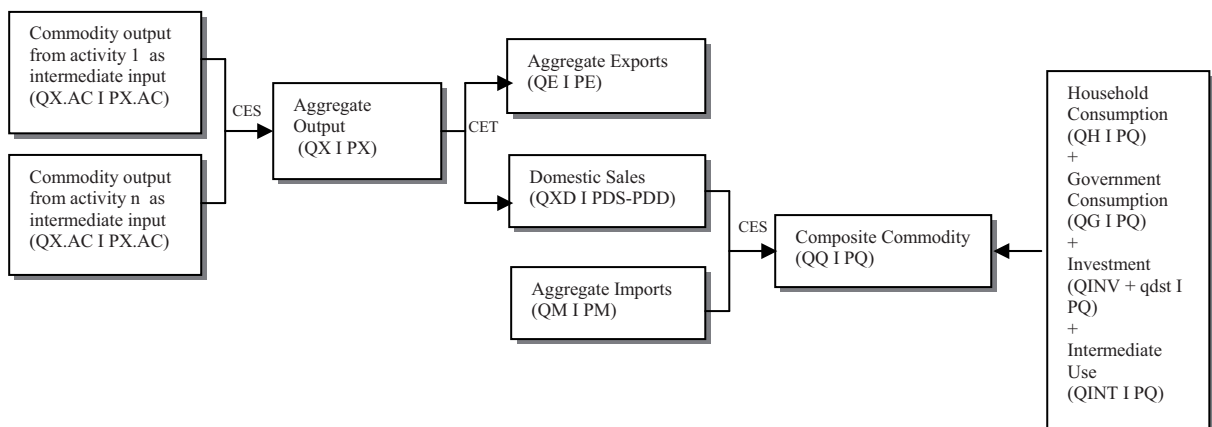 Commodity output
from activity 1 as
intermediate input
(QX.AC I PX.AC)
Commodity output
from activity n as
intermediate input
(QX.AC I PX.AC)
CES
Aggregate
Output
(QX I PX)
CET
Aggregate Exports
(QE I PE)
Domestic Sales
(QXD I PDS-PDD)
Aggregate Imports
(QM I PM)
CES
Composite Commodity
(QQ I PQ)
Household
Consumption
(QH I PQ)
+
Government
Consumption
(QG I PQ)
+
Investment
(QINV + qdst I
PQ)
+
Intermediate
Use
(QINT I PQ)